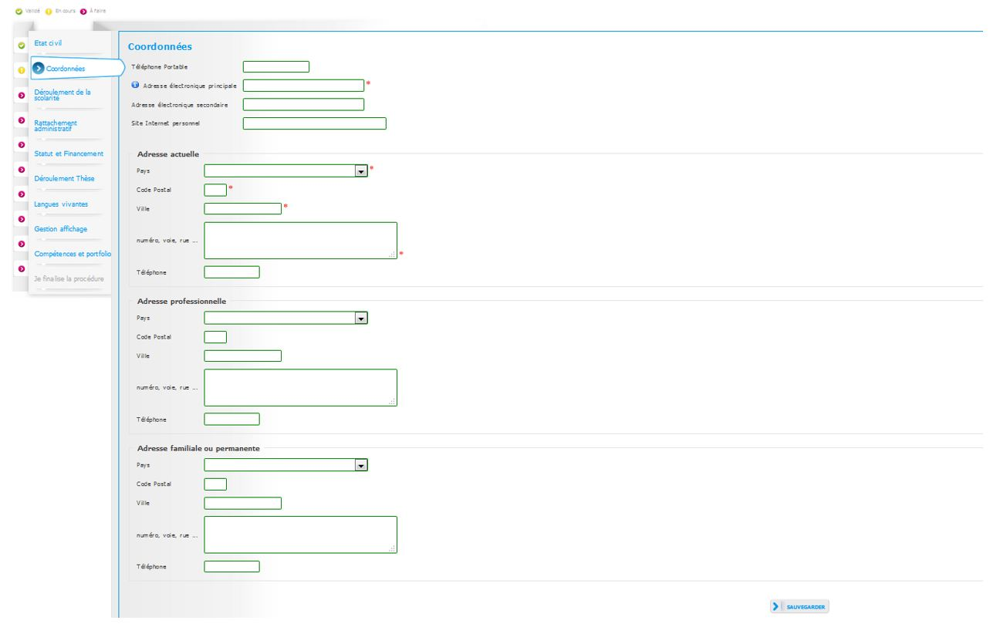 Validé En cours À faire
Etat civil
Coordonnées
Déroulement de la
scolarité
Rattachement
administratif
Statut et Financement
Déroulement Thèse
Langues vivantes
Gestion affichage
Compétences et portfolio
Je finalise la procédure
Coordonnées
Téléphone Portable
Adresse électronique principale *
Adresse électronique secondaire
Site Internet personnel
Adresse actuelle
Pays *
Code Postal *
Ville *
numéro, voie, rue ... *
Téléphone
Adresse professionnelle
Pays
Code Postal
Ville
numéro, voie, rue ...
Téléphone
Adresse familiale ou permanente
Pays
Code Postal
Ville
numéro, voie, rue ...
Téléphone
SAUVEGARDER